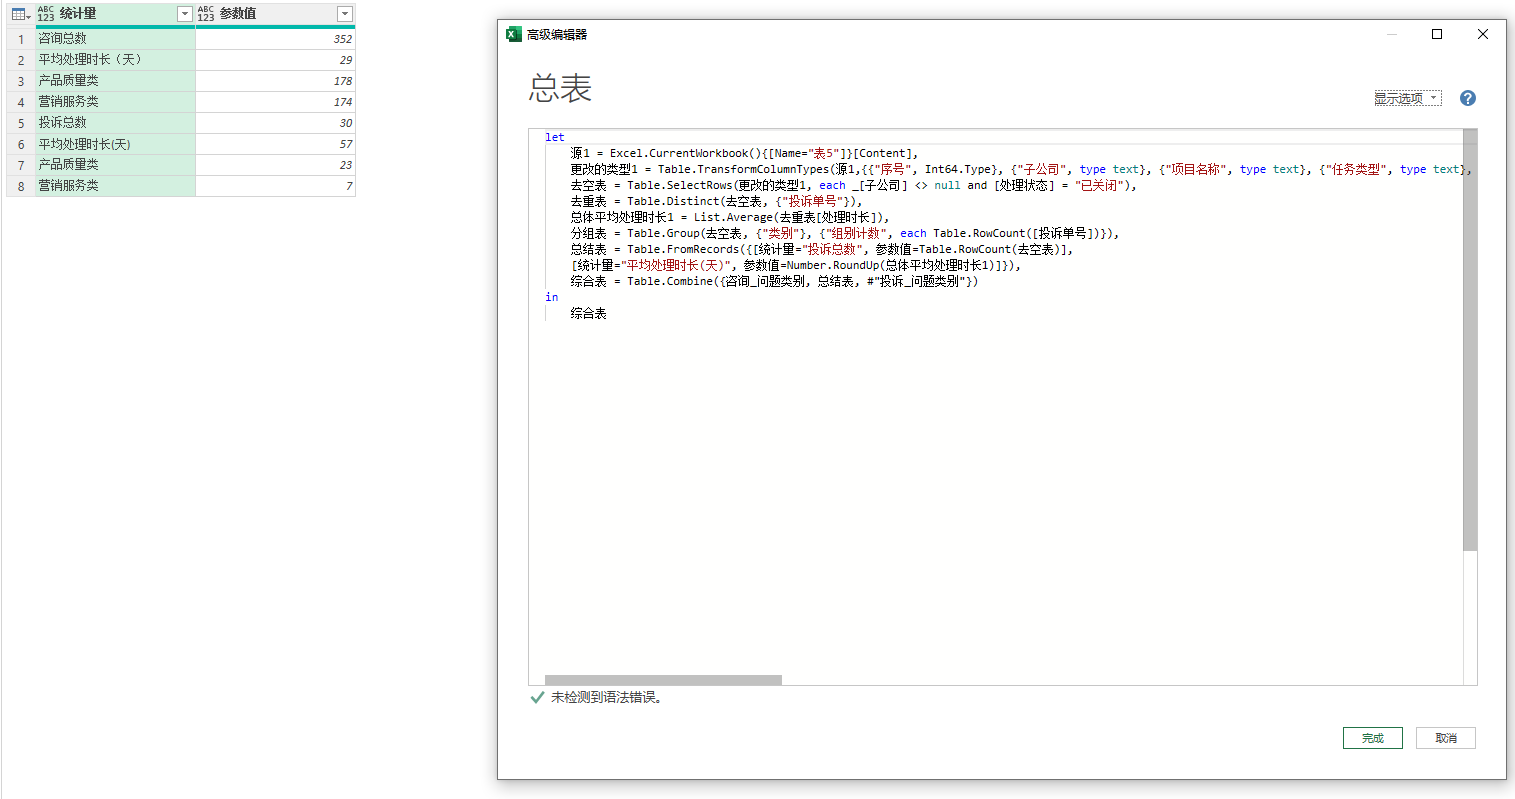 ABC 123 统计量 ABC 123 参数值
1 咨询总数 352
2 平均处理时长（天） 29
3 产品质量类 178
4 营销服务类 174
5 投诉总数 30
6 平均处理时长(天) 57
7 产品质量类 23
8 营销服务类 7
高级编辑器
总表
显示选项
?
let
源1 = Excel.CurrentWorkbook(){[Name="表5"]}[Content],
更改的类型1 = Table.TransformColumnTypes(源1,{{"序号", Int64.Type}, {"子公司", type text}, {"项目名称", type text}, {"任务类型", type text},
去空表 = Table.SelectRows(更改的类型1, each _[子公司] <> null and [处理状态] = "已关闭"),
去重表 = Table.Distinct(去空表, {"投诉单号"}),
总体平均处理时长1 = List.Average(去重表[处理时长]),
分组表 = Table.Group(去空表, {"类别"}, {"组别计数", each Table.RowCount([投诉单号])}),
总结表 = Table.FromRecords({[统计量="投诉总数", 参数值=Table.RowCount(去空表)],
[统计量="平均处理时长(天)", 参数值=Number.RoundUp(总体平均处理时长1)]}),
综合表 = Table.Combine({咨询_问题类别, 总结表, #"投诉_问题类别"})
in
综合表
未检测到语法错误。
完成 取消